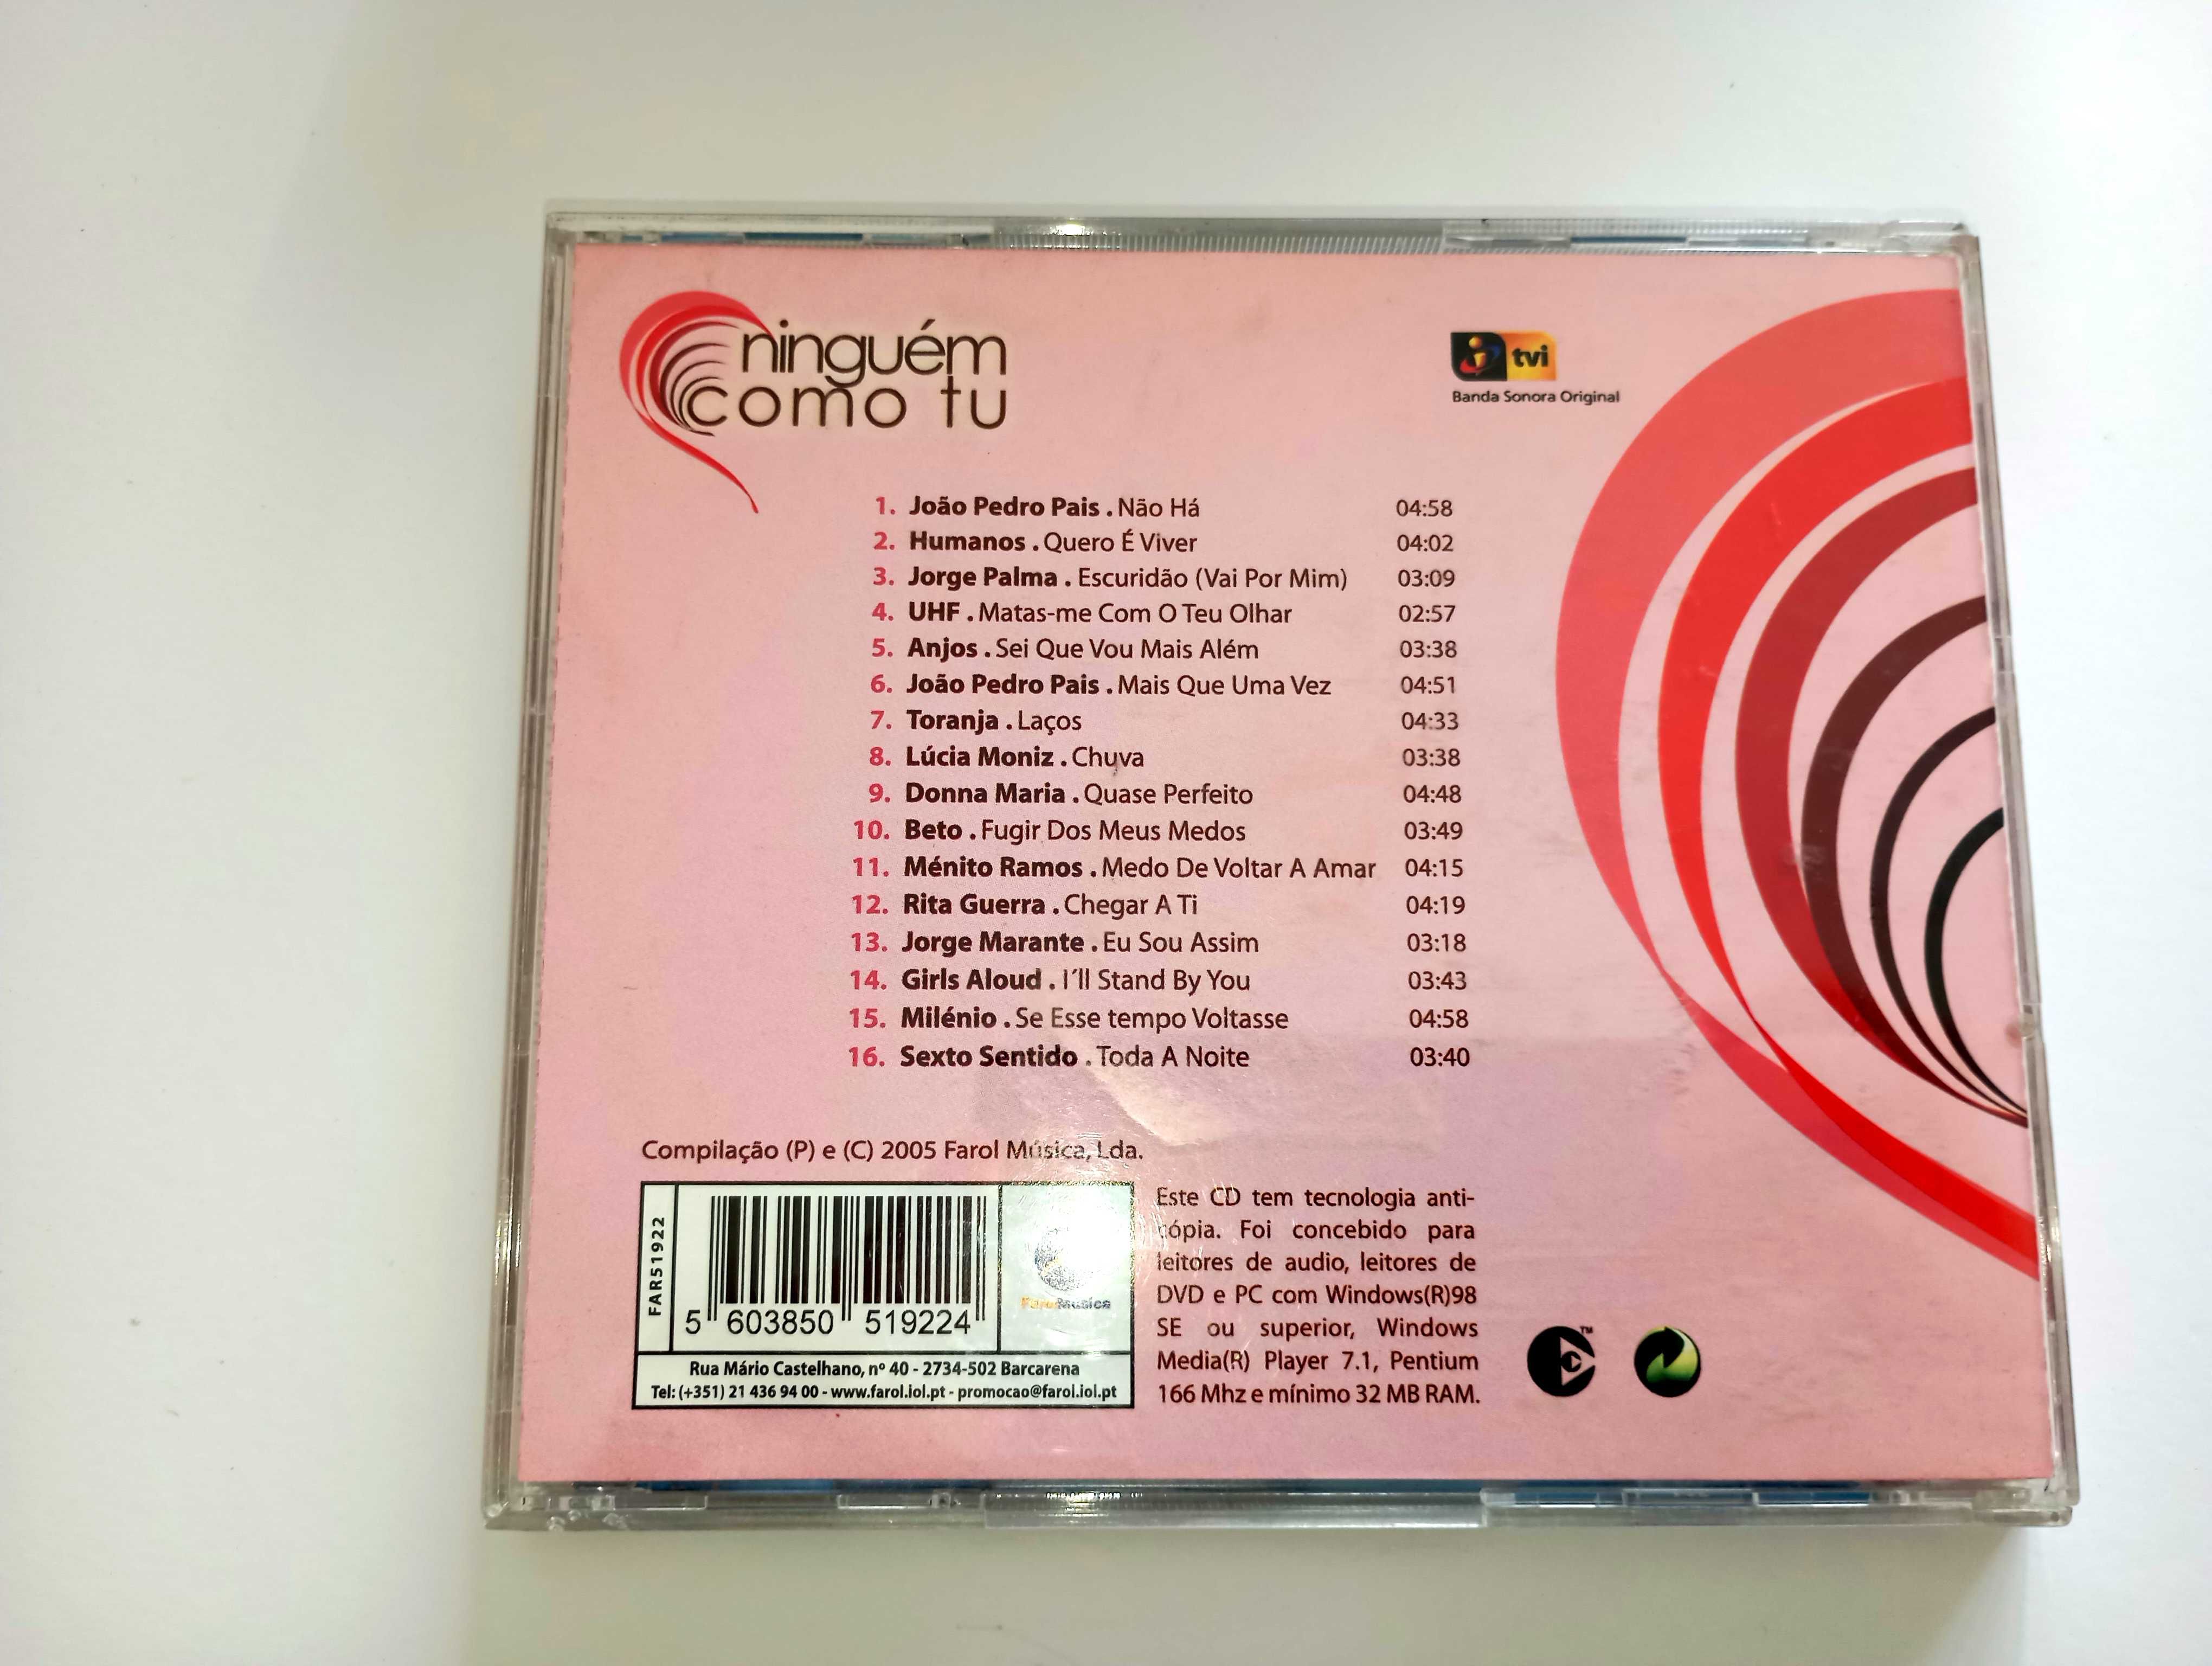 ninguém
como tu
tvi
Banda Sonora Original
1. João Pedro Pais . Não Há 04:58
2. Humanos . Quero É Viver 04:02
3. Jorge Palma . Escuridão (Vai Por Mim) 03:09
4. UHF . Matas-me Com O Teu Olhar 02:57
5. Anjos . Sei Que Vou Mais Além 03:38
6. João Pedro Pais . Mais Que Uma Vez 04:51
7. Toranja . Laços 04:33
8. Lúcia Moniz . Chuva 03:38
9. Donna Maria . Quase Perfeito 04:48
10. Beto . Fugir Dos Meus Medos 03:49
11. Ménito Ramos . Medo De Voltar A Amar 04:15
12. Rita Guerra . Chegar A Ti 04:19
13. Jorge Marante . Eu Sou Assim 03:18
14. Girls Aloud . I´ll Stand By You 03:43
15. Milénio . Se Esse tempo Voltasse 04:58
16. Sexto Sentido . Toda A Noite 03:40
Compilação (P) e (C) 2005 Farol Música, Lda.
FAR51922
5 603850 519224
Farol Música
Rua Mário Castelhano, nº 40 - 2734-502 Barcarena
Tel: (+351) 21 436 94 00 - www.farol.iol.pt - promocao@farol.iol.pt
Este CD tem tecnologia anti-
cópia. Foi concebido para
leitores de audio, leitores de
DVD e PC com Windows(R)98
SE ou superior, Windows
Media(R) Player 7.1, Pentium
166 Mhz e mínimo 32 MB RAM.
C TM